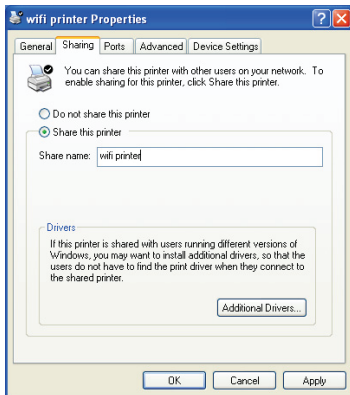 wifi printer Properties
General Sharing Ports Advanced Device Settings
You can share this printer with other users on your network. To
enable sharing for this printer, click Share this printer.
Do not share this printer
Share this printer
Share name: wifi printer
Drivers
If this printer is shared with users running different versions of
Windows, you may want to install additional drivers, so that the
users do not have to find the print driver when they connect to
the shared printer.
Additional Drivers...
OK Cancel Apply